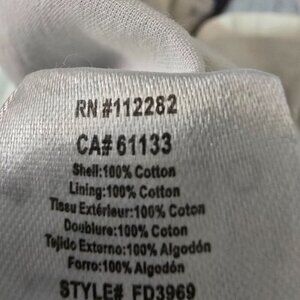 RN #112282
CA# 61133
Shell:100% Cotton
Lining:100% Cotton
Tissu Extérieur:100% Coton
Doublure:100% Coton
Tejido Externo:100% Algodón
Forro:100% Algodón
STYLE# FD3969